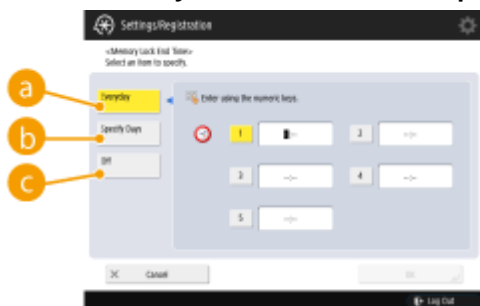 Settings/Registration
<Memory Lock End Time>
Select an item to specify.
a
Everyday
Enter using the numeric keys.
b
Specify Days
1
--:--
2
--:--
c
Off
3
--:--
4
--:--
5
--:--
Cancel
OK
Log Out